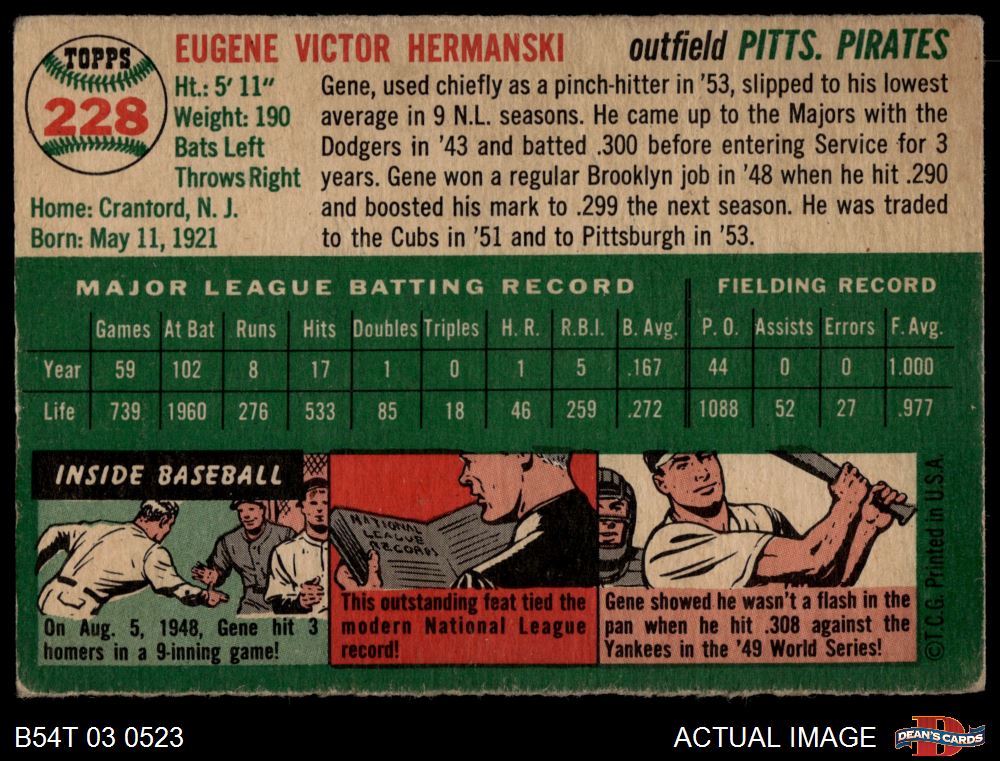 TOPPS
228
EUGENE VICTOR HERMANSKI
outfield PITTS. PIRATES
Ht.: 5' 11"
Weight: 190
Bats Left
Throws Right
Home: Cranford, N. J.
Born: May 11, 1921
Gene, used chiefly as a pinch-hitter in '53, slipped to his lowest
average in 9 N.L. seasons. He came up to the Majors with the
Dodgers in '43 and batted .300 before entering Service for 3
years. Gene won a regular Brooklyn job in '48 when he hit .290
and boosted his mark to .299 the next season. He was traded
to the Cubs in '51 and to Pittsburgh in '53.
MAJOR LEAGUE BATTING RECORD FIELDING RECORD
Games At Bat Runs Hits Doubles Triples H. R. R.B.I. B. Avg. P. O. Assists Errors F. Avg.
Year 59 102 8 17 1 0 1 5 .167 44 0 0 1.000
Life 739 1960 276 533 85 18 46 259 .272 1088 52 27 .977
INSIDE BASEBALL
On Aug. 5, 1948, Gene hit 3
homers in a 9-inning game!
NATIONAL
LEAGUE
RECORDS
This outstanding feat tied the
modern National League
record!
Gene showed he wasn't a flash in the
pan when he hit .308 against the
Yankees in the '49 World Series!
©T.C.G. Printed in U.S.A.
B54T 03 0523
ACTUAL IMAGE
DEAN'S CARDS